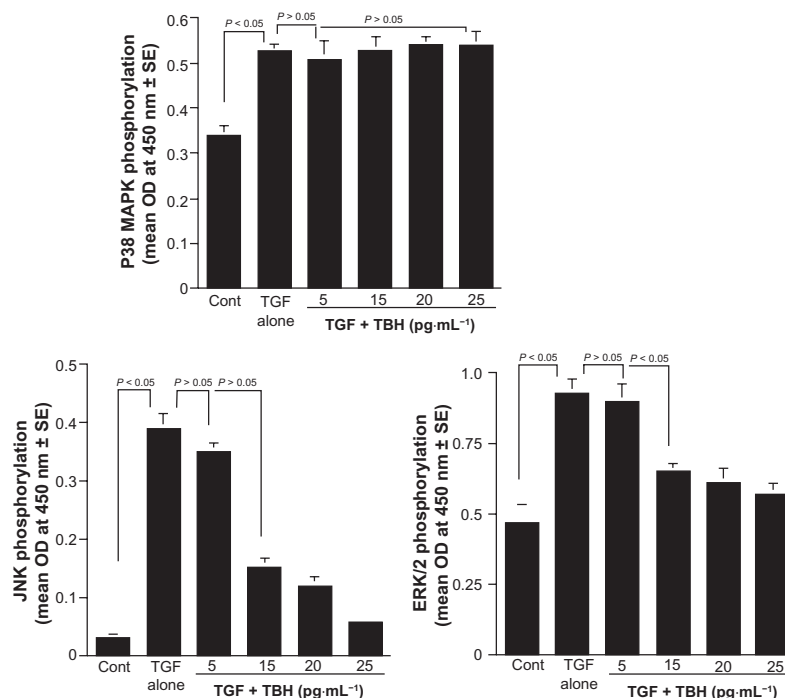 P38 MAPK phosphorylation
(mean OD at 450 nm ± SE)
0.6
0.5
0.4
0.3
0.2
0.1
0
P < 0.05
P > 0.05
P > 0.05
Cont
TGF
alone
5
15
20
25
TGF + TBH (pg·mL⁻¹)
JNK phosphorylation
(mean OD at 450 nm ± SE)
0.5
0.4
0.3
0.2
0.1
0
P < 0.05
P > 0.05
P > 0.05
Cont
TGF
alone
5
15
20
25
TGF + TBH (pg·mL⁻¹)
ERK/2 phosphorylation
(mean OD at 450 nm ± SE)
1.0
0.75
0.5
0.25
0
P < 0.05
P > 0.05
P < 0.05
Cont
TGF
alone
5
15
20
25
TGF + TBH (pg·mL⁻¹)